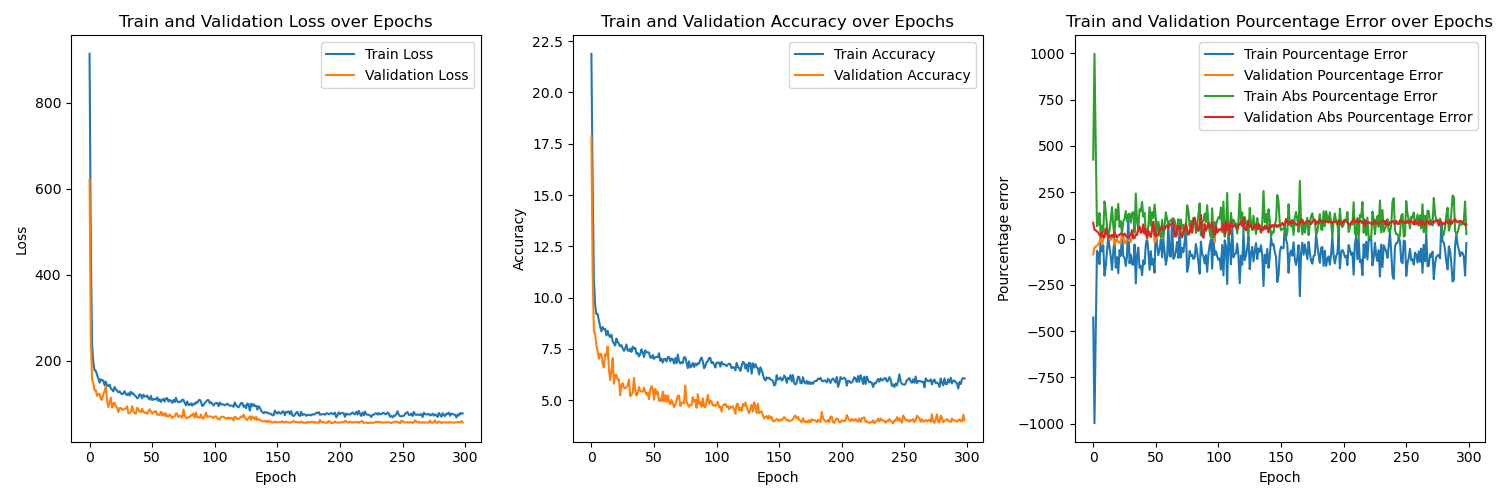 Train and Validation Loss over Epochs
Train Loss
Validation Loss
800
600
400
200
Loss
0
50
100
150
200
250
300
Epoch
Train and Validation Accuracy over Epochs
Train Accuracy
Validation Accuracy
22.5
20.0
17.5
15.0
12.5
10.0
7.5
5.0
Accuracy
0
50
100
150
200
250
300
Epoch
Train and Validation Pourcentage Error over Epochs
Train Pourcentage Error
Validation Pourcentage Error
Train Abs Pourcentage Error
Validation Abs Pourcentage Error
1000
750
500
250
0
−250
−500
−750
−1000
Pourcentage error
0
50
100
150
200
250
300
Epoch